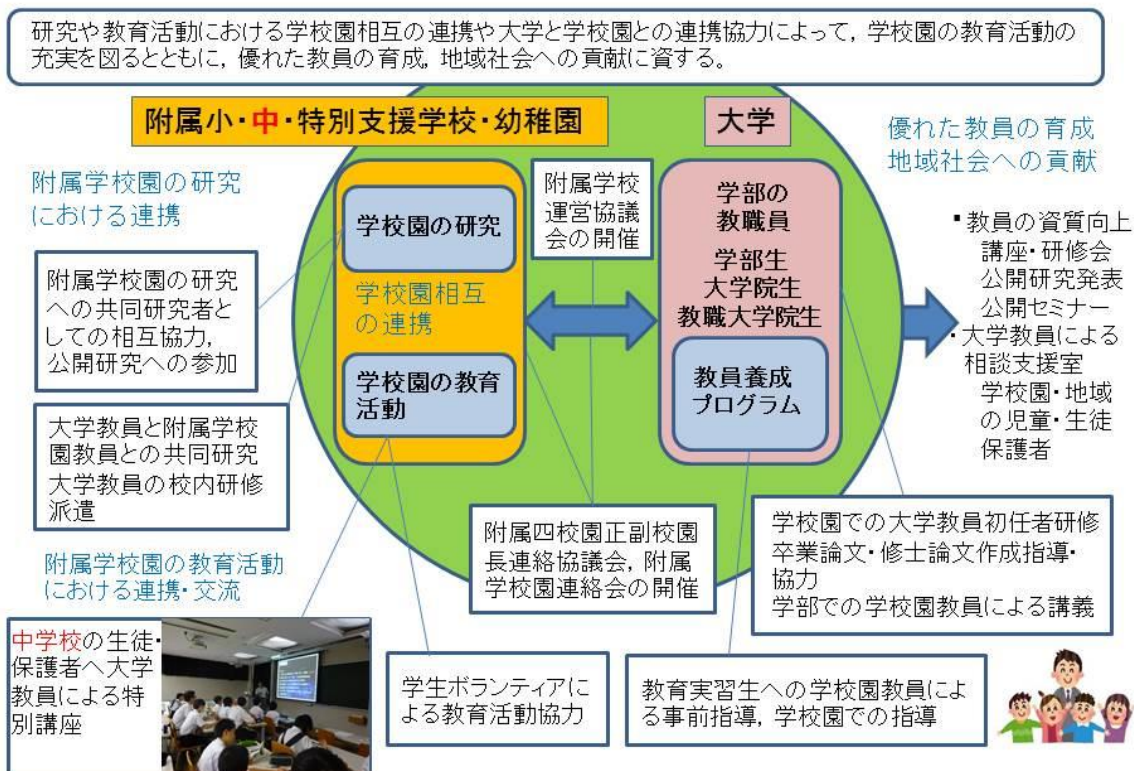 研究や教育活動における学校園相互の連携や大学と学校園との連携協力によって，学校園の教育活動の
充実を図るとともに，優れた教員の育成，地域社会への貢献に資する。
附属小・中・特別支援学校・幼稚園
大学
優れた教員の育成
地域社会への貢献
附属学校園の研究
における連携
附属学校園の研究
への共同研究者と
しての相互協力，
公開研究への参加
大学教員と附属学校
園教員との共同研究
大学教員の校内研修
派遣
学校園の研究
学校園相互
の連携
学校園の教育
活動
附属学校
運営協議
会の開催
学部の
教職員
学部生
大学院生
教職大学院生
教員養成
プログラム
▪教員の資質向上
講座・研修会
公開研究発表
公開セミナー
・大学教員による
相談支援室
学校園・地域
の児童・生徒
保護者
附属学校園の教育活動
における連携・交流
中学校の生徒・
保護者へ大学
教員による特
別講座
附属四校園正副校園
長連絡協議会，附属
学校園連絡会の開催
学生ボランティアに
よる教育活動協力
学校園での大学教員初任者研修
卒業論文・修士論文作成指導・
協力
学部での学校園教員による講義
教育実習生への学校園教員によ
る事前指導，学校園での指導